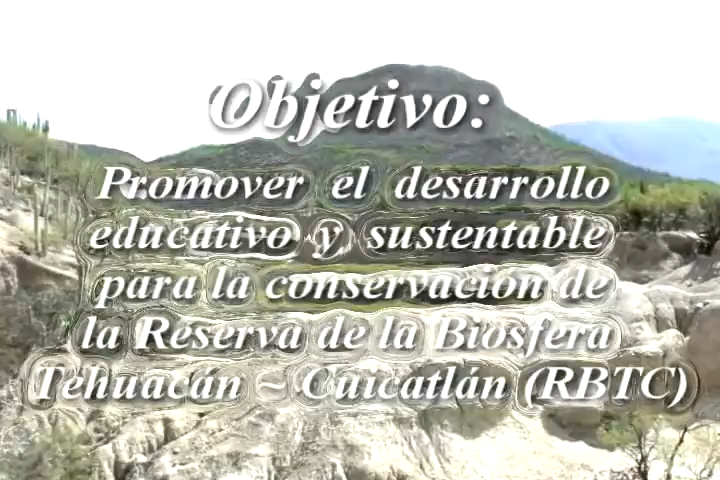 Objetivo:
Promover el desarrollo
educativo y sustentable
para la conservación de
la Reserva de la Biosfera
Tehuacán ~ Cuicatlán (RBTC)